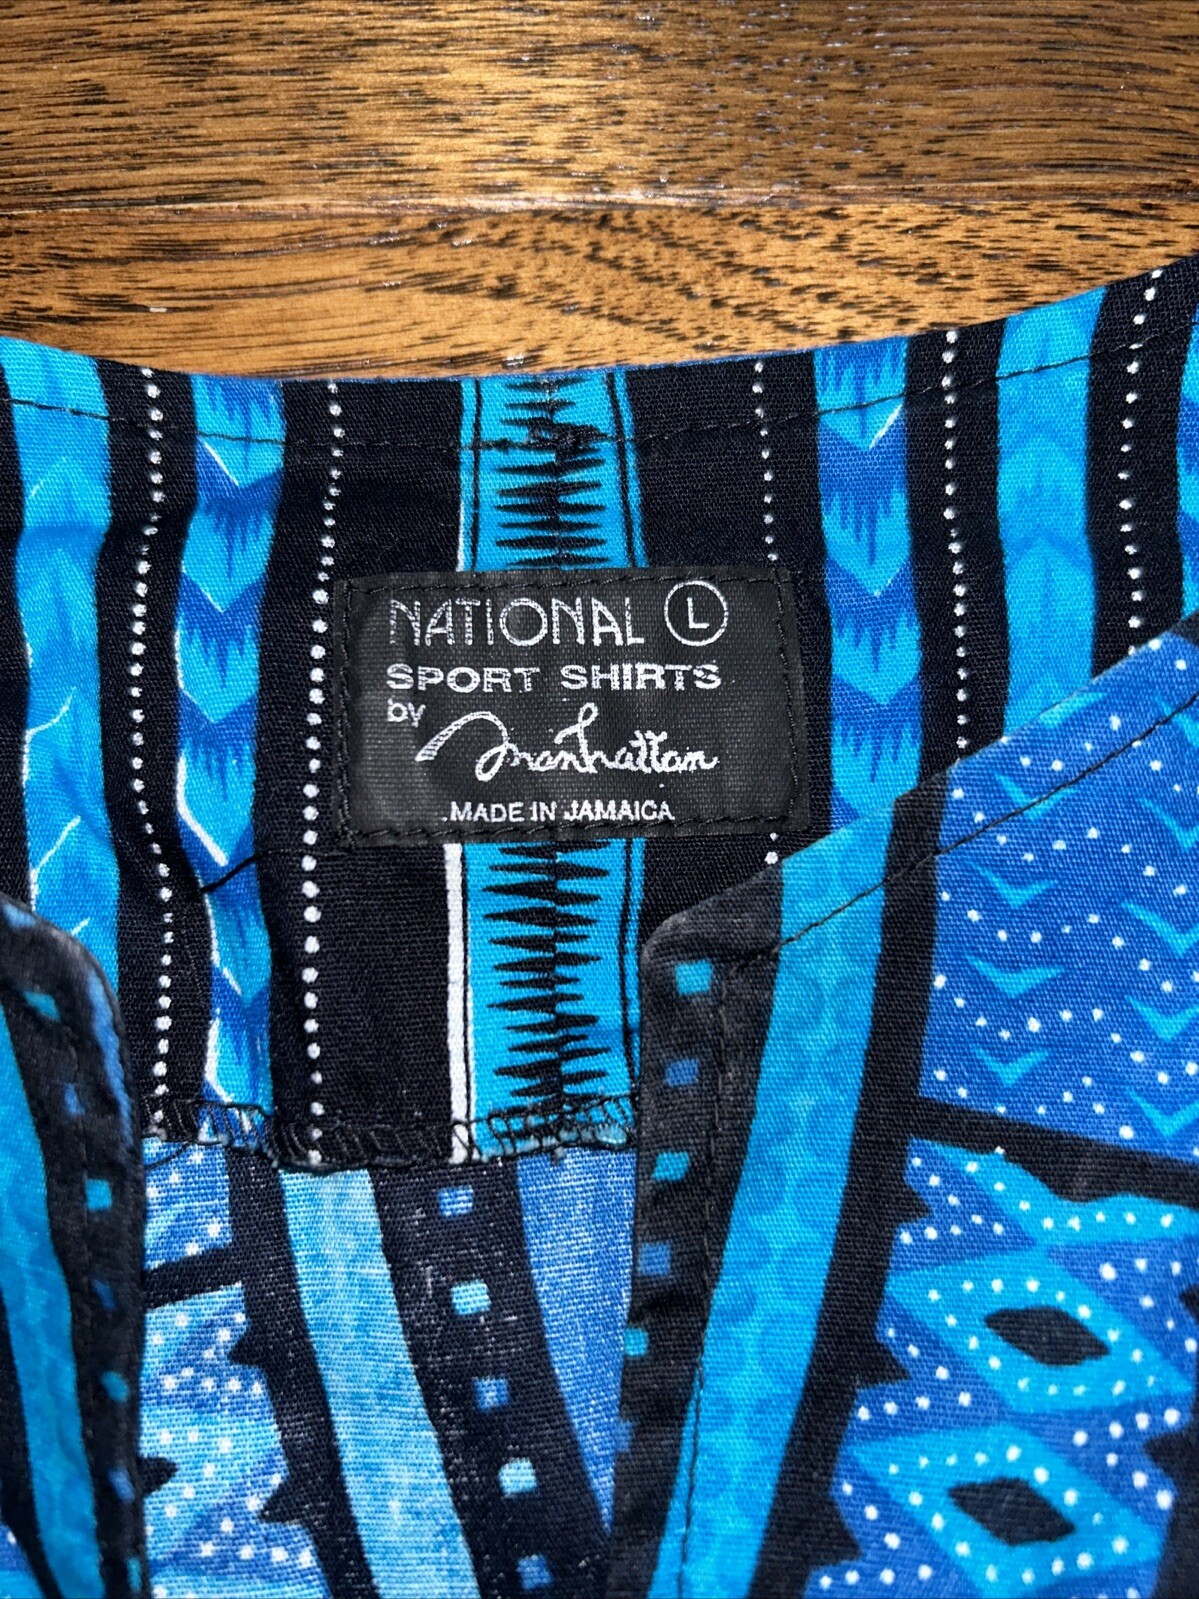 NATIONAL L
SPORT SHIRTS
by Manhattan
MADE IN JAMAICA